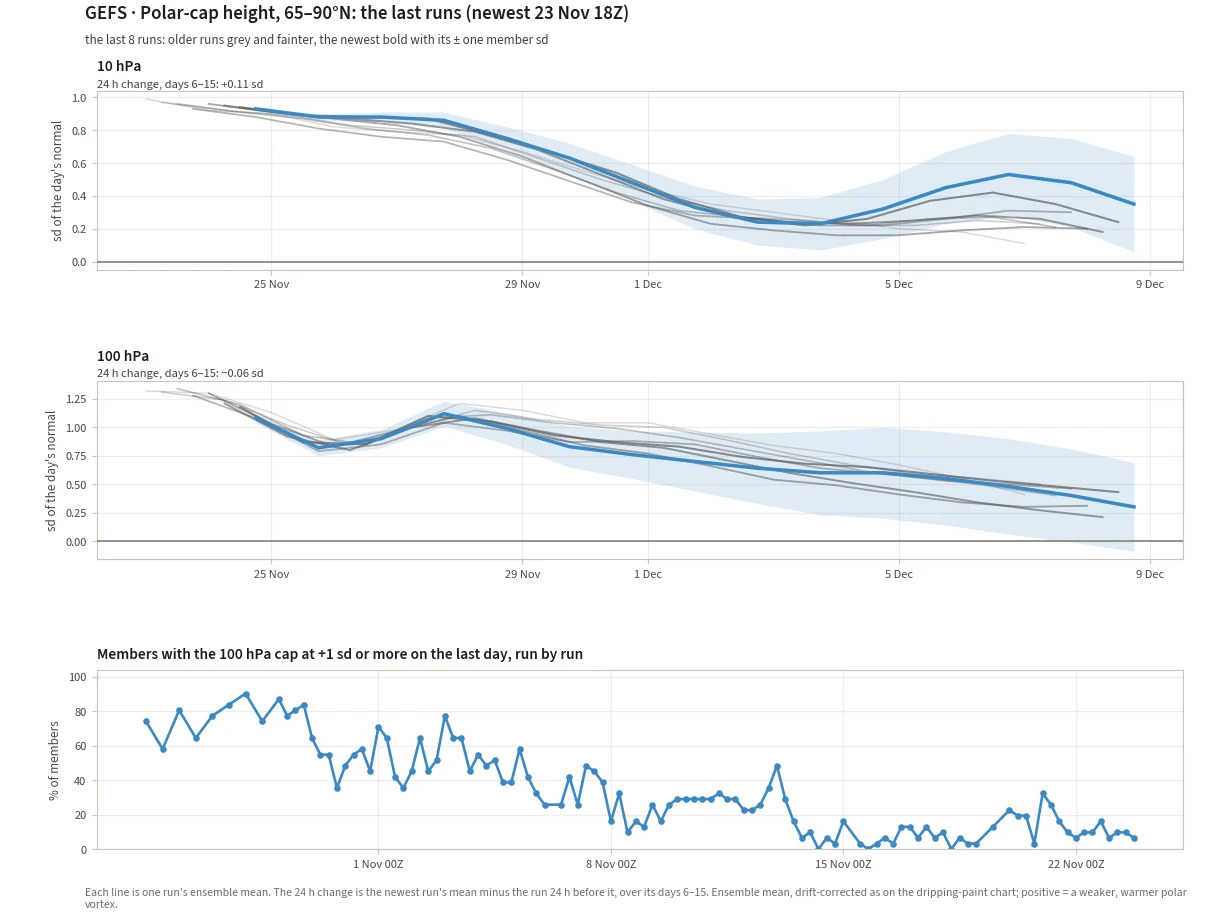 GEFS · Polar-cap height, 65–90°N: the last runs (newest 23 Nov 18Z)
the last 8 runs: older runs grey and fainter, the newest bold with its ± one member sd
10 hPa
24 h change, days 6–15: +0.11 sd
sd of the day's normal
1.0
0.8
0.6
0.4
0.2
0.0
25 Nov
29 Nov
1 Dec
5 Dec
9 Dec
100 hPa
24 h change, days 6–15: −0.06 sd
sd of the day's normal
1.25
1.00
0.75
0.50
0.25
0.00
25 Nov
29 Nov
1 Dec
5 Dec
9 Dec
Members with the 100 hPa cap at +1 sd or more on the last day, run by run
% of members
100
80
60
40
20
0
1 Nov 00Z
8 Nov 00Z
15 Nov 00Z
22 Nov 00Z
Each line is one run's ensemble mean. The 24 h change is the newest run's mean minus the run 24 h before it, over its days 6–15. Ensemble mean, drift-corrected as on the dripping-paint chart; positive = a weaker, warmer polar
vortex.